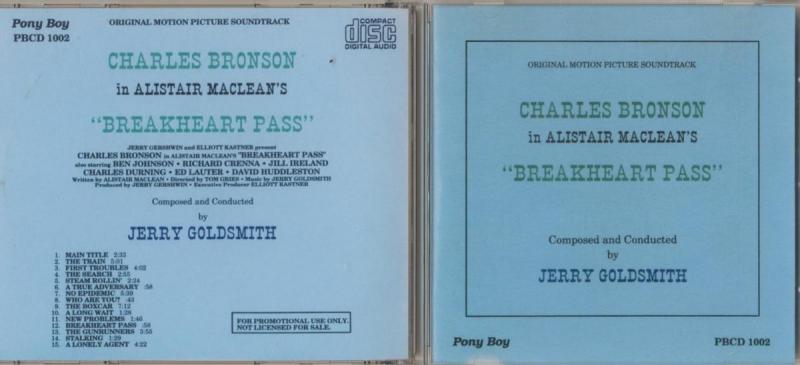 Pony Boy
PBCD 1002
ORIGINAL MOTION PICTURE SOUNDTRACK
COMPACT
disc
DIGITAL AUDIO
CHARLES BRONSON
in ALISTAIR MACLEAN'S
"BREAKHEART PASS"
JERRY GERSHWIN and ELLIOTT KASTNER present
CHARLES BRONSON in ALISTAIR MACLEAN'S "BREAKHEART PASS"
also starring BEN JOHNSON • RICHARD CRENNA • JILL IRELAND
CHARLES DURNING • ED LAUTER • DAVID HUDDLESTON
Written by ALISTAIR MACLEAN • Directed by TOM GRIES • Music by JERRY GOLDSMITH
Produced by JERRY GERSHWIN • Executive Producer ELLIOTT KASTNER
Composed and Conducted
by
JERRY GOLDSMITH
1. MAIN TITLE 2:33
2. THE TRAIN 5:01
3. FIRST TROUBLES 4:02
4. THE SEARCH 2:55
5. STEAM ROLLIN' 2:24
6. A TRUE ADVERSARY :58
7. NO EPIDEMIC 5:39
8. WHO ARE YOU? :43
9. THE BOXCAR 7:12
10. A LONG WAIT 1:28
11. NEW PROBLEMS 1:46
12. BREAKHEART PASS :58
13. THE GUNRUNNERS 3:55
14. STALKING 1:29
15. A LONELY AGENT 4:22
FOR PROMOTIONAL USE ONLY.
NOT LICENSED FOR SALE.
ORIGINAL MOTION PICTURE SOUNDTRACK
CHARLES BRONSON
in ALISTAIR MACLEAN'S
"BREAKHEART PASS"
Composed and Conducted
by
JERRY GOLDSMITH
Pony Boy
PBCD 1002